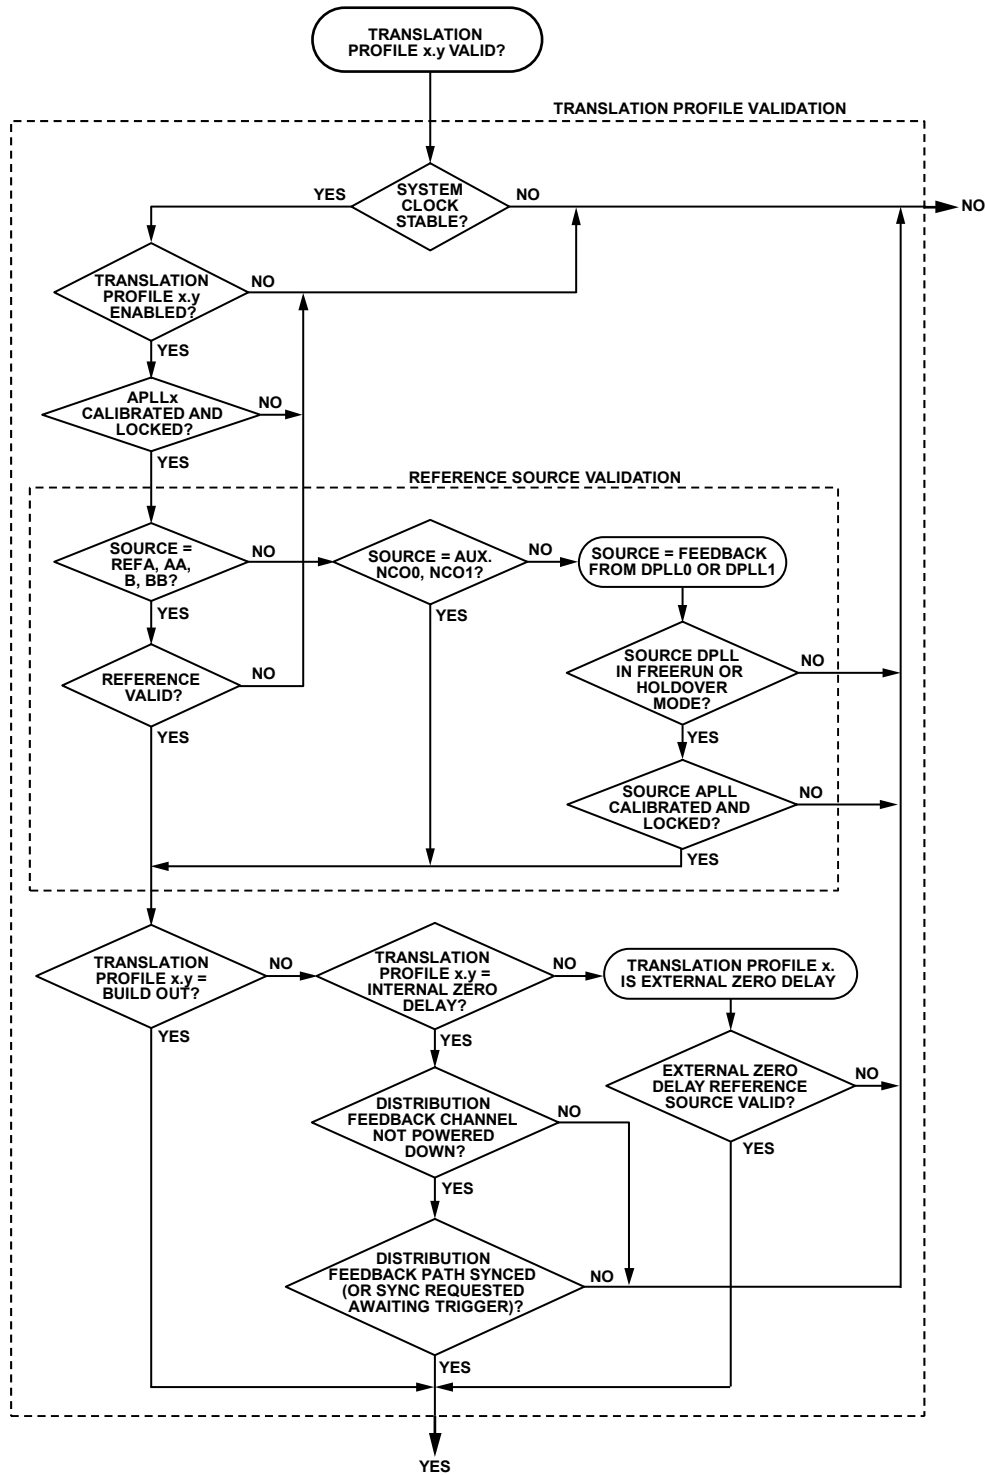 TRANSLATION
PROFILE x.y VALID?
TRANSLATION PROFILE VALIDATION
YES
SYSTEM
CLOCK
STABLE?
NO
NO
TRANSLATION
PROFILE x.y
ENABLED?
NO
YES
APLLx
CALIBRATED AND
LOCKED?
NO
YES
REFERENCE SOURCE VALIDATION
SOURCE =
REFA, AA,
B, BB?
NO
SOURCE = AUX.
NCO0, NCO1?
NO
SOURCE = FEEDBACK
FROM DPLL0 OR DPLL1
YES
YES
REFERENCE
VALID?
NO
SOURCE DPLL
IN FREERUN OR
HOLDOVER
MODE?
NO
YES
YES
SOURCE APLL
CALIBRATED AND
LOCKED?
NO
YES
TRANSLATION
PROFILE x.y =
BUILD OUT?
NO
TRANSLATION
PROFILE x.y =
INTERNAL ZERO
DELAY?
NO
TRANSLATION PROFILE x.
IS EXTERNAL ZERO DELAY
YES
YES
EXTERNAL ZERO
DELAY REFERENCE
SOURCE VALID?
NO
DISTRIBUTION
FEEDBACK CHANNEL
NOT POWERED
DOWN?
NO
YES
YES
DISTRIBUTION
FEEDBACK PATH SYNCED
(OR SYNC REQUESTED
AWAITING TRIGGER)?
NO
YES
YES